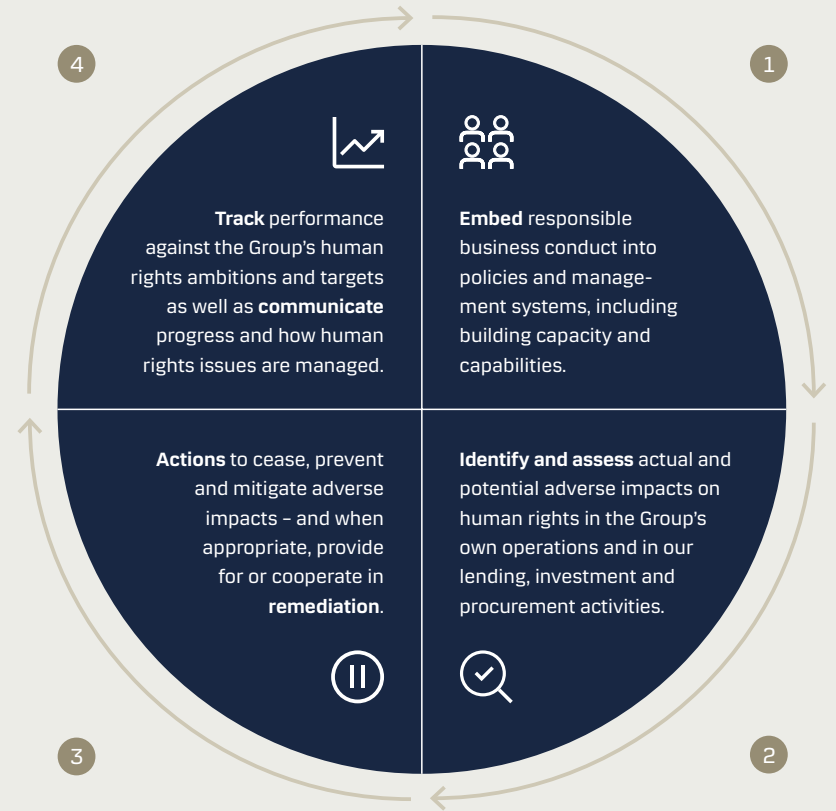 1
Embed responsible
business conduct into
policies and manage-
ment systems, including
building capacity and
capabilities.
2
Identify and assess actual and
potential adverse impacts on
human rights in the Group's
own operations and in our
lending, investment and
procurement activities.
3
Actions to cease, prevent
and mitigate adverse
impacts – and when
appropriate, provide
for or cooperate in
remediation.
4
Track performance
against the Group's human
rights ambitions and targets
as well as communicate
progress and how human
rights issues are managed.